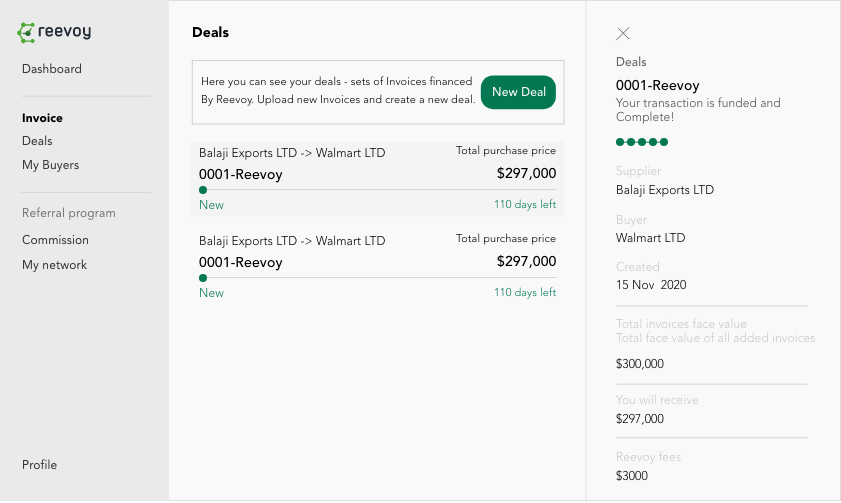 reevoy
Dashboard
Invoice
Deals
My Buyers
Referral program
Commission
My network
Profile
Deals
Here you can see your deals - sets of Invoices financed
By Reevoy. Upload new Invoices and create a new deal.
New Deal
Balaji Exports LTD -> Walmart LTD
Total purchase price
0001-Reevoy
$297,000
New
110 days left
Balaji Exports LTD -> Walmart LTD
Total purchase price
0001-Reevoy
$297,000
New
110 days left
Deals
0001-Reevoy
Your transaction is funded and
Complete!
Supplier
Balaji Exports LTD
Buyer
Walmart LTD
Created
15 Nov 2020
Total invoices face value
Total face value of all added invoices
$300,000
You will receive
$297,000
Reevoy fees
$3000